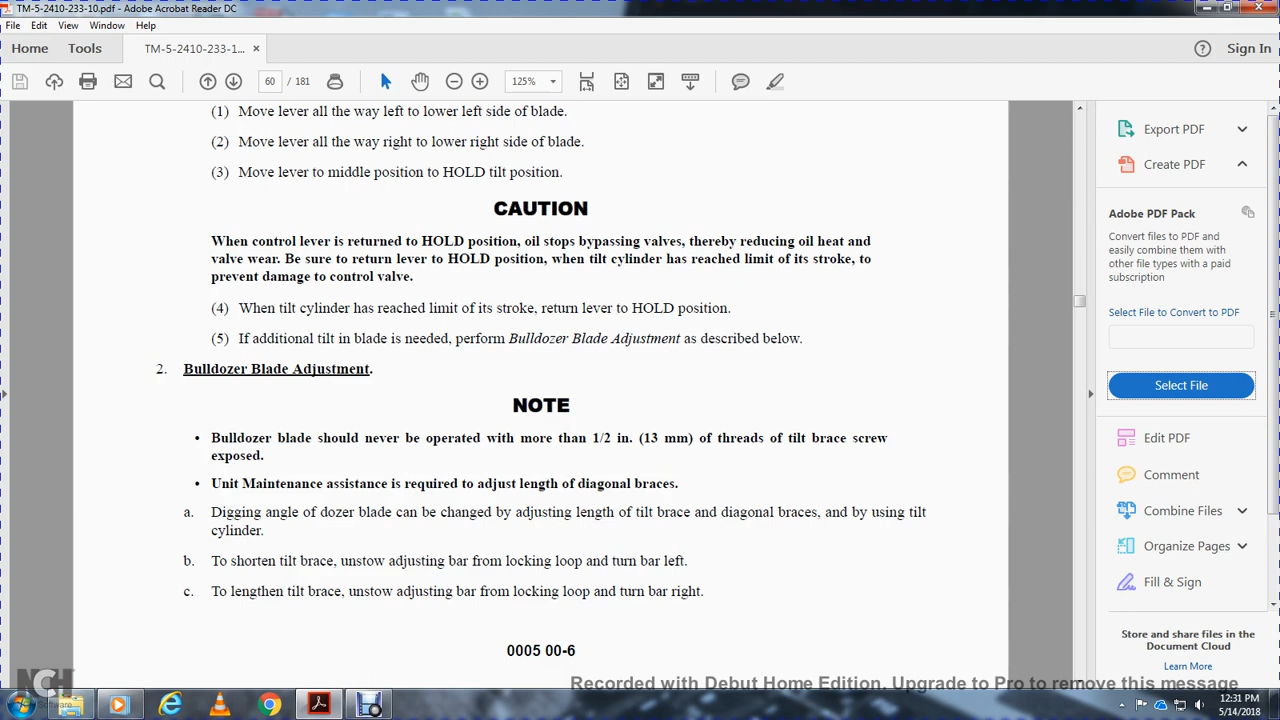 TM-5-2410-233-10.pdf - Adobe Acrobat Reader DC
File Edit View Window Help
Home Tools TM-5-2410-233-1... × Sign In
60 / 181 125%
(1) Move lever all the way left to lower left side of blade.
(2) Move lever all the way right to lower right side of blade.
(3) Move lever to middle position to HOLD tilt position.
CAUTION
When control lever is returned to HOLD position, oil stops bypassing valves, thereby reducing oil heat and
valve wear. Be sure to return lever to HOLD position, when tilt cylinder has reached limit of its stroke, to
prevent damage to control valve.
(4) When tilt cylinder has reached limit of its stroke, return lever to HOLD position.
(5) If additional tilt in blade is needed, perform Bulldozer Blade Adjustment as described below.
2. Bulldozer Blade Adjustment.
NOTE
• Bulldozer blade should never be operated with more than 1/2 in. (13 mm) of threads of tilt brace screw
exposed.
• Unit Maintenance assistance is required to adjust length of diagonal braces.
a. Digging angle of dozer blade can be changed by adjusting length of tilt brace and diagonal braces, and by using tilt
cylinder.
b. To shorten tilt brace, unstow adjusting bar from locking loop and turn bar left.
c. To lengthen tilt brace, unstow adjusting bar from locking loop and turn bar right.
0005 00-6
Export PDF
Create PDF
Adobe PDF Pack
Convert files to PDF and
easily combine them with
other file types with a paid
subscription
Select File to Convert to PDF
Select File
Edit PDF
Comment
Combine Files
Organize Pages
Fill & Sign
Store and share files in the
Document Cloud
Learn More
NCH
Software
Recorded with Debut Home Edition. Upgrade to Pro to remove this message
12:31 PM
5/14/2018